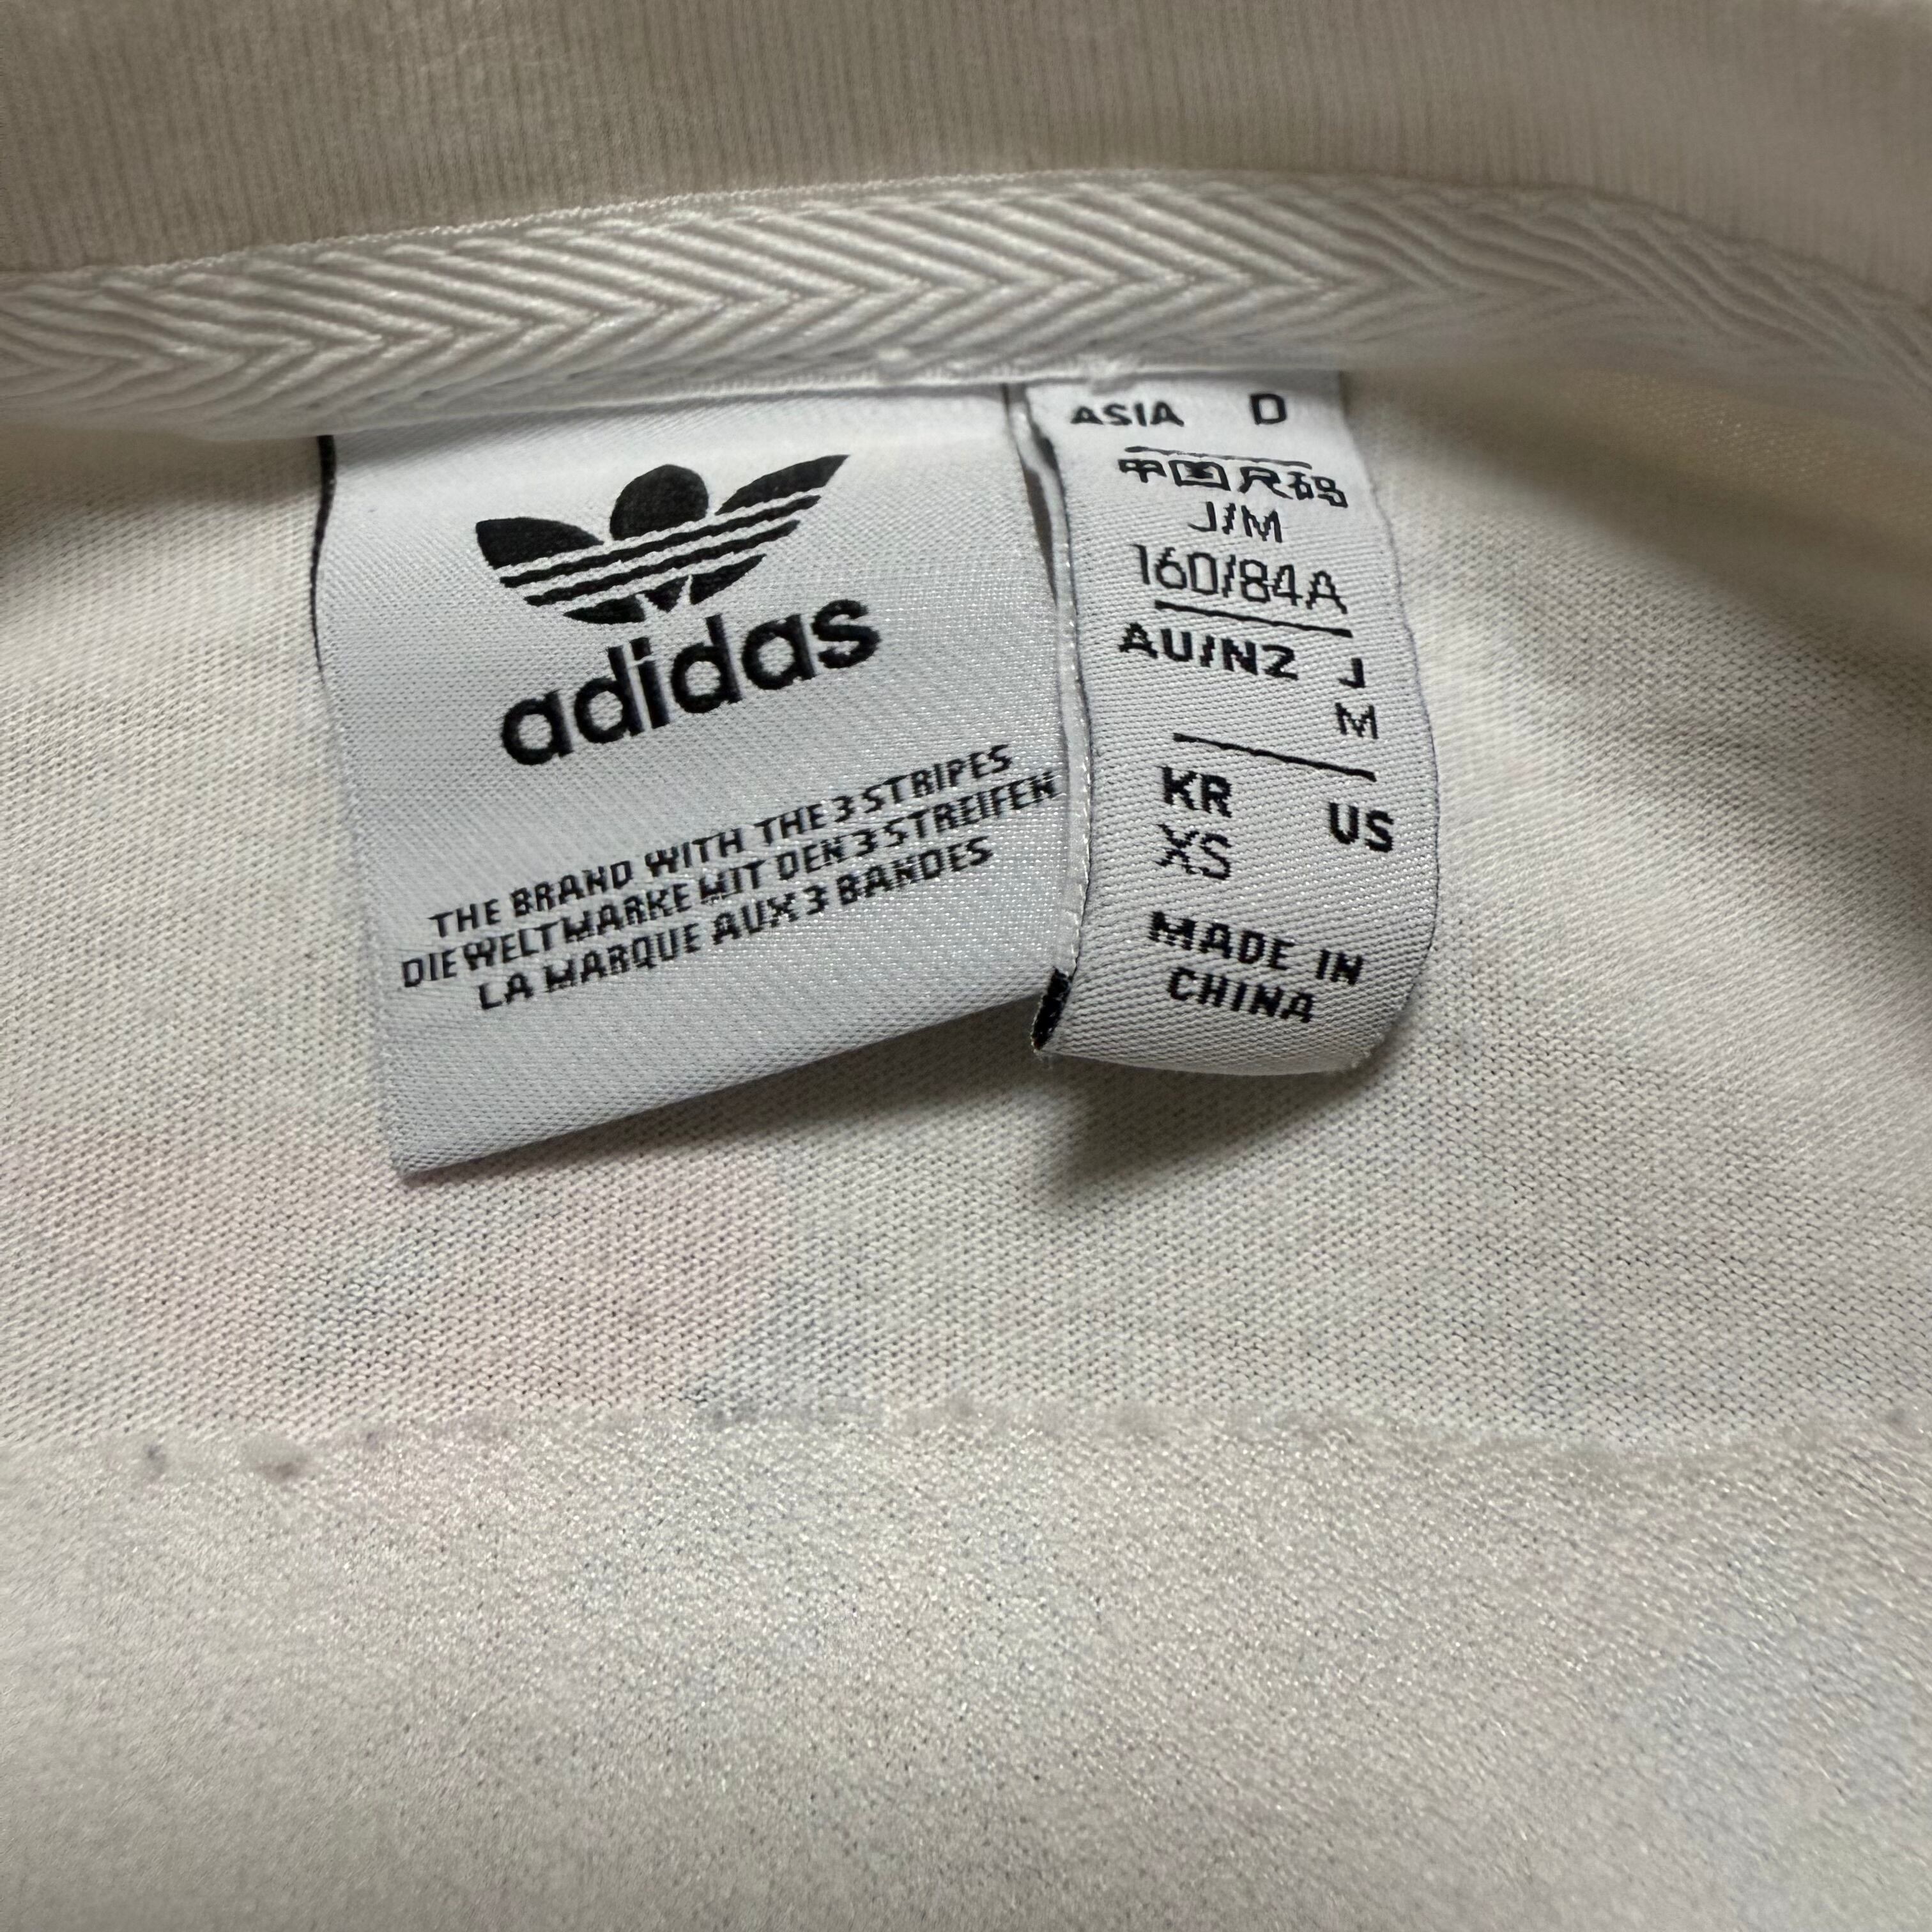 adidas
THE BRAND WITH THE 3 STRIPES
DIE WELTMARKE MIT DEN 3 STREIFEN
LA MARQUE AUX 3 BANDES
ASIA D
中国尺码
J/M
160/84A
AU/NZ J
M
KR US
XS
MADE IN
CHINA